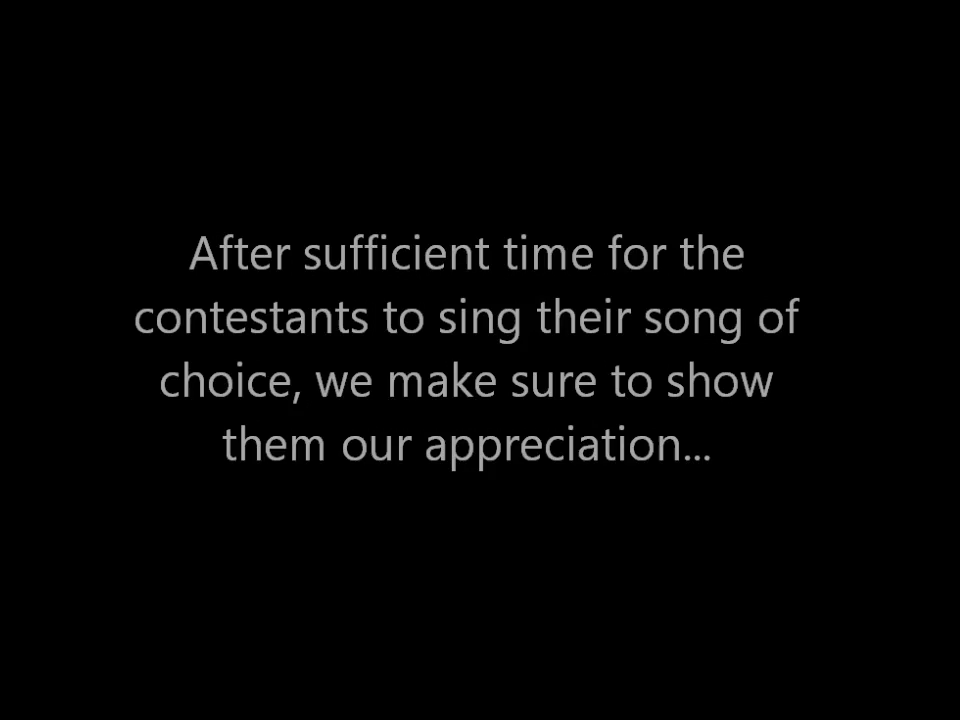 After sufficient time for the
contestants to sing their song of
choice, we make sure to show
them our appreciation...